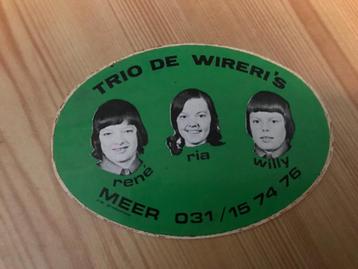 TRIO DE WIRERI'S
rené
ria
willy
MEER 031/15 74 76